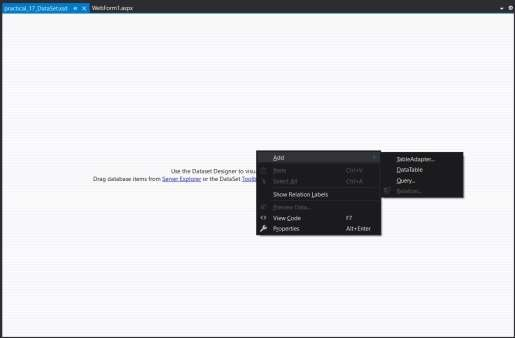 practical_17_DataSet.xsd
WebForm1.aspx
Use the Dataset Designer to visu
Drag database items from Server Explorer or the DataSet Toolb
Add
Paste Ctrl+V
Select All Ctrl+A
Show Relation Labels
Preview Data...
View Code F7
Properties Alt+Enter
TableAdapter...
DataTable
Query...
Relation...